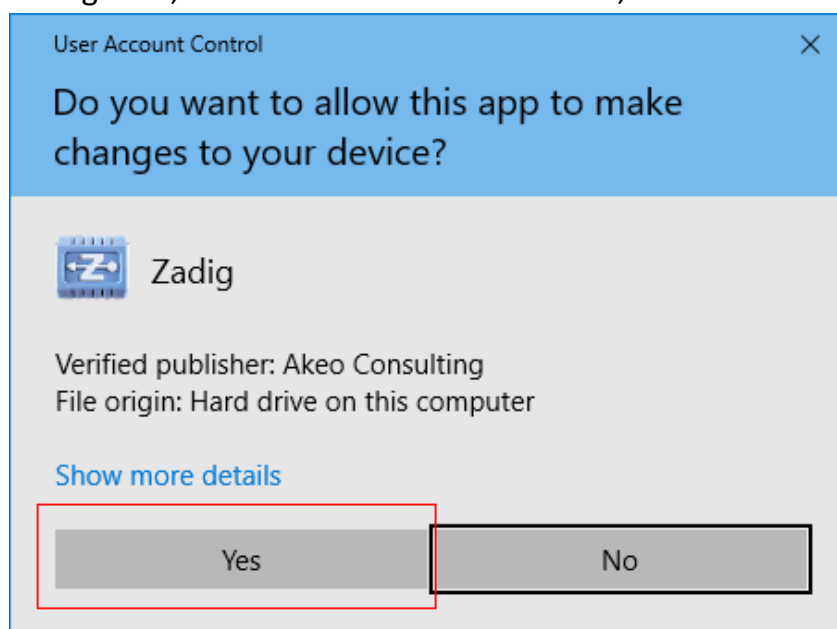 User Account Control
Do you want to allow this app to make
changes to your device?
Z
Zadig
Verified publisher: Akeo Consulting
File origin: Hard drive on this computer
Show more details
Yes No